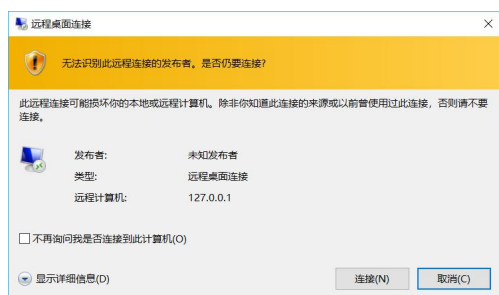 远程桌面连接
无法识别此远程连接的发布者。是否仍要连接?
此远程连接可能损坏你的本地或远程计算机。除非你知道此连接的来源或以前曾使用过此连接，否则请不要
连接。
发布者: 未知发布者
类型: 远程桌面连接
远程计算机: 127.0.0.1
不再询问我是否连接到此计算机(O)
显示详细信息(D) 连接(N) 取消(C)